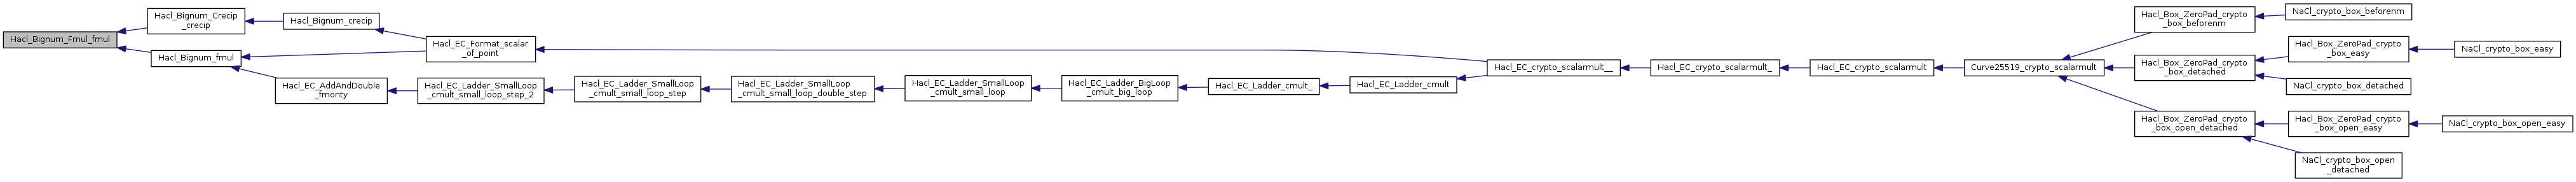 Hacl_Bignum_Fmul_fmul
Hacl_Bignum_Crecip
_crecip
Hacl_Bignum_crecip
Hacl_Bignum_fmul
Hacl_EC_Format_scalar
_of_point
Hacl_EC_AddAndDouble
_fmonty
Hacl_EC_Ladder_SmallLoop
_cmult_small_loop_step_2
Hacl_EC_Ladder_SmallLoop
_cmult_small_loop_step
Hacl_EC_Ladder_SmallLoop
_cmult_small_loop_double_step
Hacl_EC_Ladder_SmallLoop
_cmult_small_loop
Hacl_EC_Ladder_BigLoop
_cmult_big_loop
Hacl_EC_Ladder_cmult_
Hacl_EC_Ladder_cmult
Hacl_EC_crypto_scalarmult__
Hacl_EC_crypto_scalarmult_
Hacl_EC_crypto_scalarmult
Curve25519_crypto_scalarmult
Hacl_Box_ZeroPad_crypto
_box_beforenm
NaCl_crypto_box_beforenm
Hacl_Box_ZeroPad_crypto
_box_detached
Hacl_Box_ZeroPad_crypto
_box_easy
NaCl_crypto_box_easy
NaCl_crypto_box_detached
Hacl_Box_ZeroPad_crypto
_box_open_detached
Hacl_Box_ZeroPad_crypto
_box_open_easy
NaCl_crypto_box_open_easy
NaCl_crypto_box_open
_detached